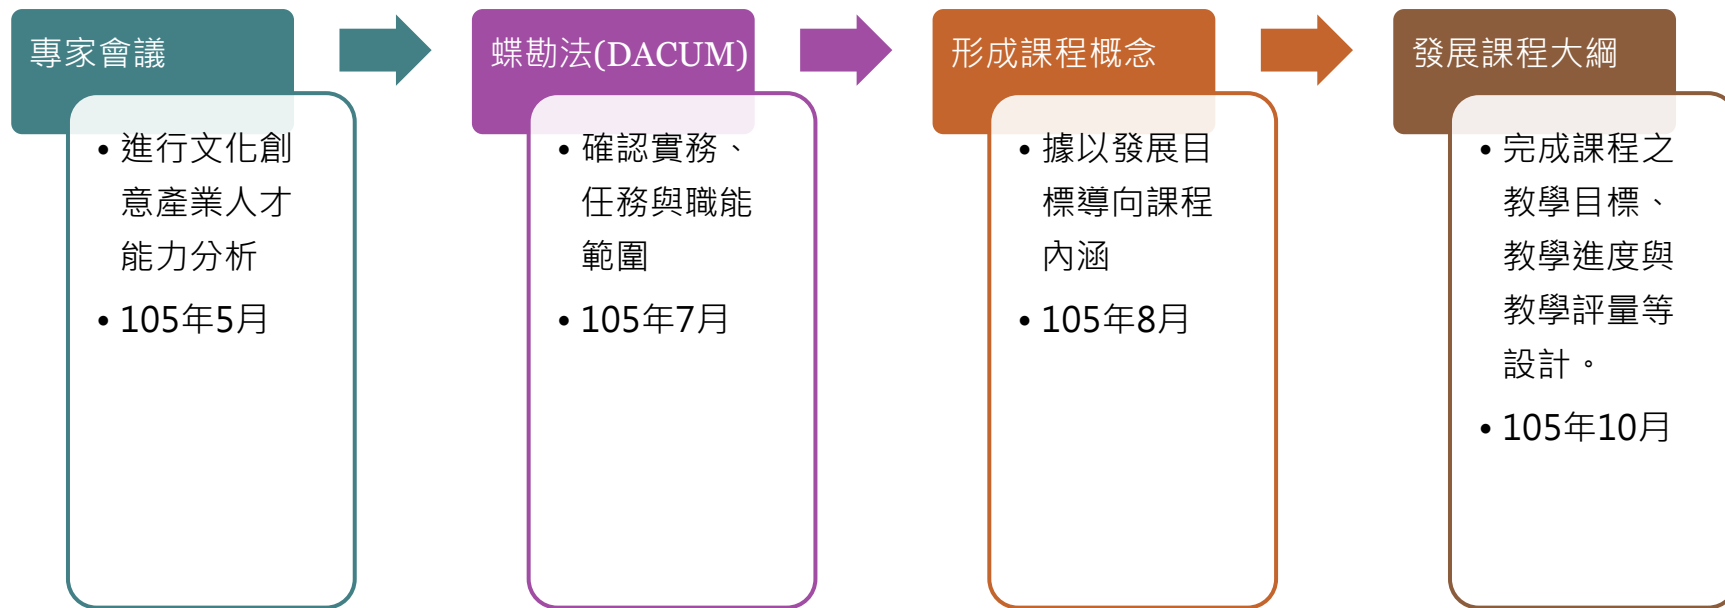 專家會議
• 進行文化創
意產業人才
能力分析
• 105年5月
蝶勘法(DACUM)
• 確認實務、
任務與職能
範圍
• 105年7月
形成課程概念
• 據以發展目
標導向課程
內涵
• 105年8月
發展課程大綱
• 完成課程之
教學目標、
教學進度與
教學評量等
設計。
• 105年10月